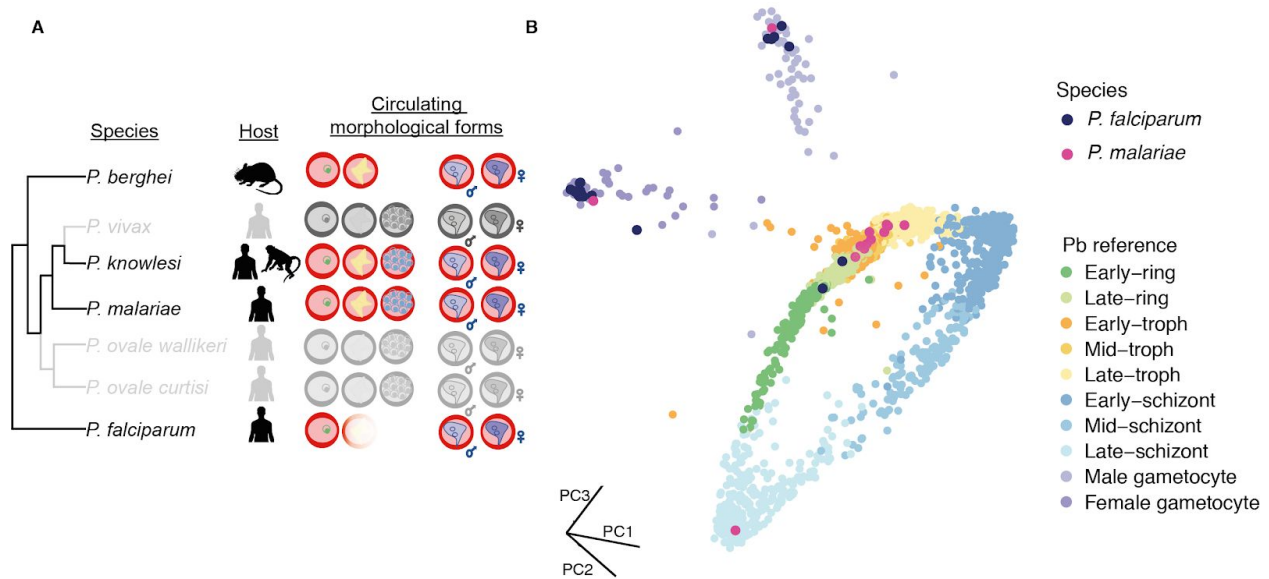 A
Species
Host
Circulating
morphological forms
P. berghei
♂ ♀
P. vivax
♂ ♀
P. knowlesi
♂ ♀
P. malariae
♂ ♀
P. ovale wallikeri
♂ ♀
P. ovale curtisi
♂ ♀
P. falciparum
♂ ♀
B
PC3
PC1
PC2
Species
P. falciparum
P. malariae
Pb reference
Early-ring
Late-ring
Early-troph
Mid-troph
Late-troph
Early-schizont
Mid-schizont
Late-schizont
Male gametocyte
Female gametocyte